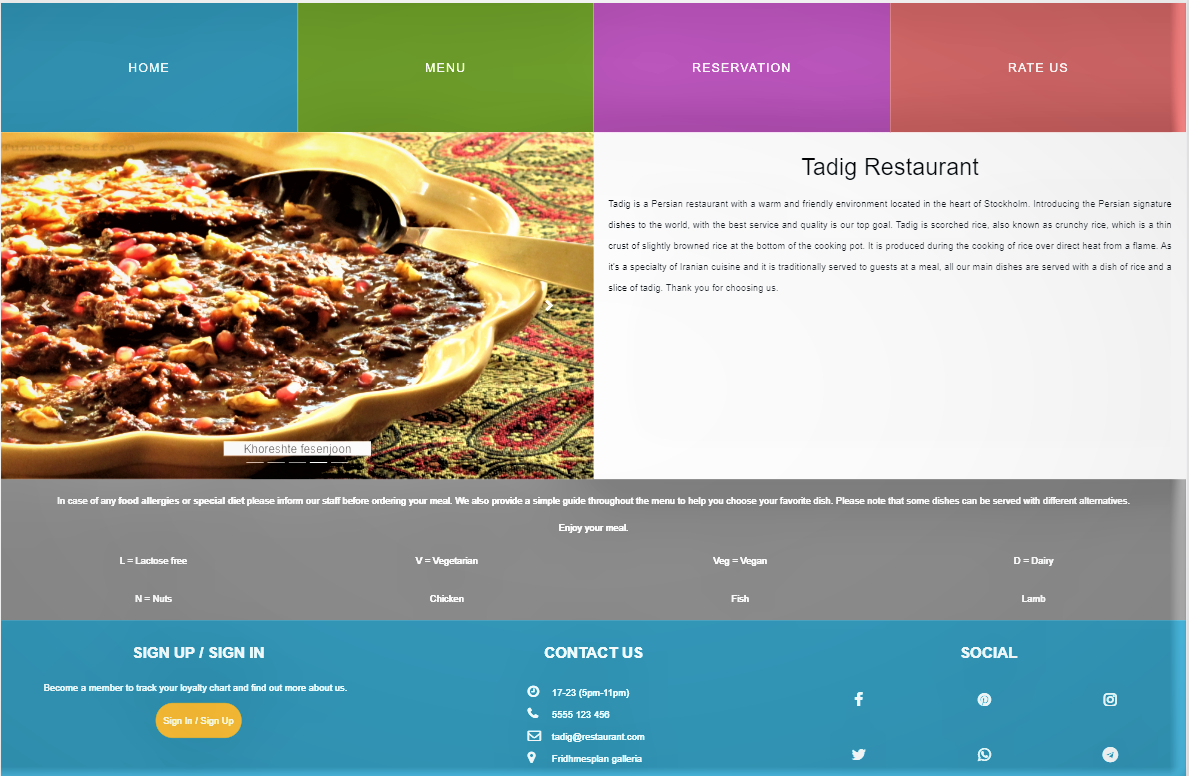 HOME
MENU
RESERVATION
RATE US
TurmericSaffron
Tadig Restaurant
Tadig is a Persian restaurant with a warm and friendly environment located in the heart of Stockholm. Introducing the Persian signature
dishes to the world, with the best service and quality is our top goal. Tadig is scorched rice; also known as crunchy rice, which is a thin
crust of slightly browned rice at the bottom of the cooking pot. It is produced during the cooking of rice over direct heat from a flame. As
it's a specialty of Iranian cuisine and it is traditionally served to guests at a meal, all our main dishes are served with a dish of rice and a
slice of tadig. Thank you for choosing us.
Khoreshte fesenjoon
In case of any food allergies or special diet please inform our staff before ordering your meal. We also provide a simple guide throughout the menu to help you choose your favorite dish. Please note that some dishes can be served with different alternatives.
Enjoy your meal.
L = Lactose free
V = Vegetarian
Veg = Vegan
D = Dairy
N = Nuts
Chicken
Fish
Lamb
SIGN UP / SIGN IN
Become a member to track your loyalty chart and find out more about us.
Sign In / Sign Up
CONTACT US
17-23 (5pm-11pm)
5555 123 456
tadig@restaurant.com
Fridhmesplan galleria
SOCIAL